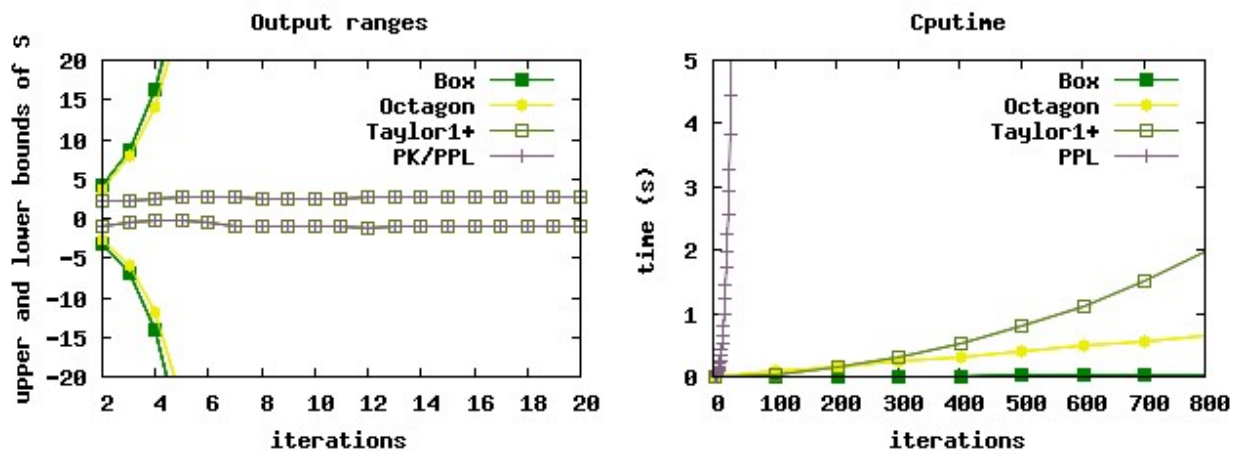 Output ranges
upper and lower bounds of S
20
15
10
5
0
-5
-10
-15
-20
Box
Octagon
Taylor1+
PK/PPL
2 4 6 8 10 12 14 16 18 20
iterations
Cputime
time (s)
5
4
3
2
1
0
Box
Octagon
Taylor1+
PPL
0 100 200 300 400 500 600 700 800
iterations